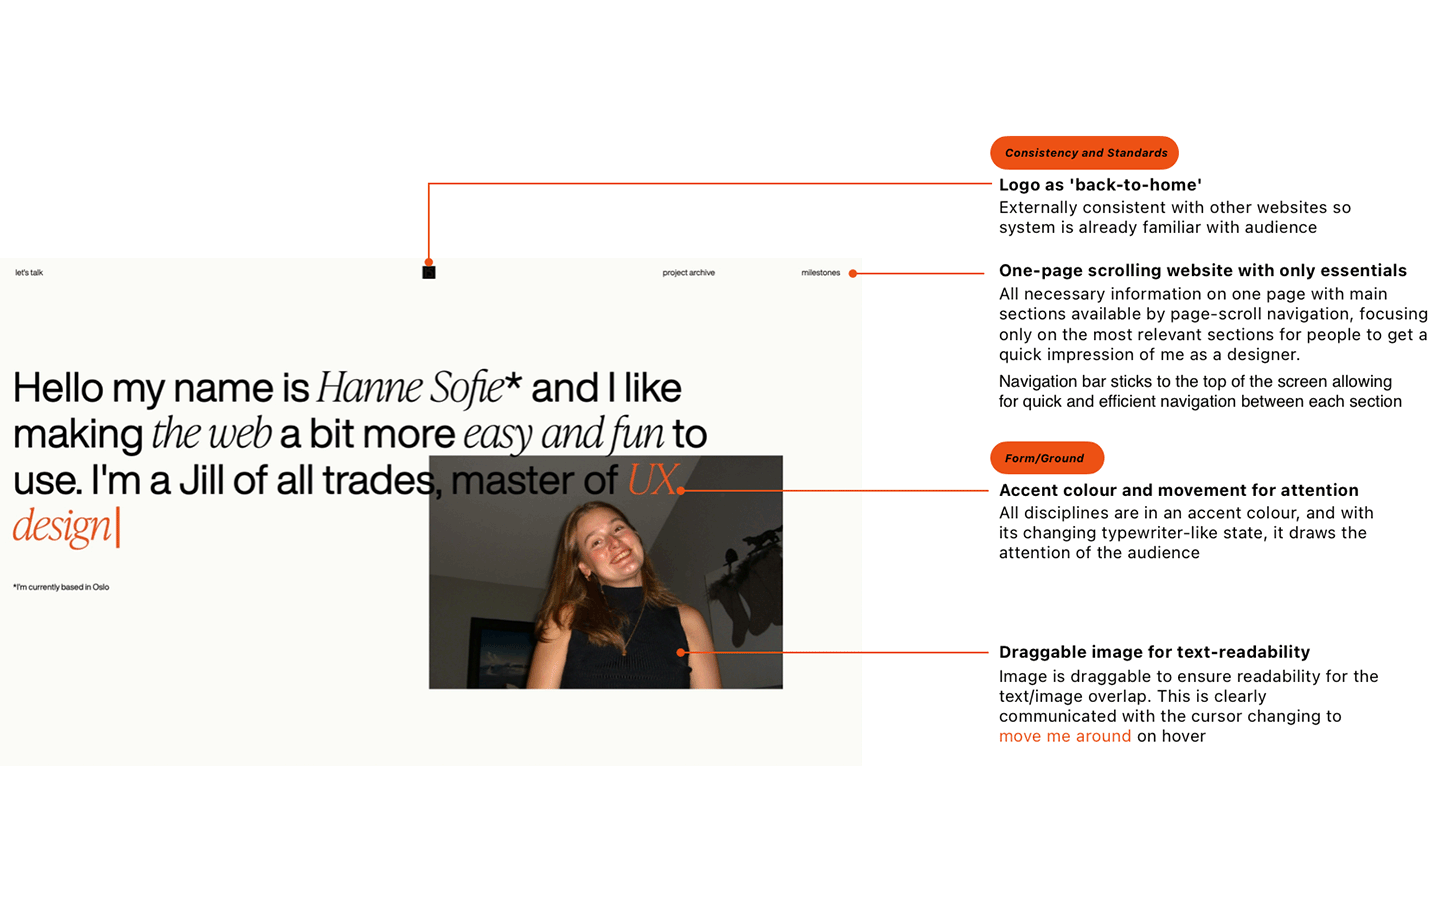 Consistency and Standards
Logo as 'back-to-home'
Externally consistent with other websites so
system is already familiar with audience
let's talk
project archive
milestones
One-page scrolling website with only essentials
All necessary information on one page with main
sections available by page-scroll navigation, focusing
only on the most relevant sections for people to get a
quick impression of me as a designer.
Navigation bar sticks to the top of the screen allowing
for quick and efficient navigation between each section
Hello my name is Hanne Sofie* and I like
making the web a bit more easy and fun to
use. I'm a Jill of all trades, master of UX
design
*I'm currently based in Oslo
Form/Ground
Accent colour and movement for attention
All disciplines are in an accent colour, and with
its changing typewriter-like state, it draws the
attention of the audience
Draggable image for text-readability
Image is draggable to ensure readability for the
text/image overlap. This is clearly
communicated with the cursor changing to
move me around on hover